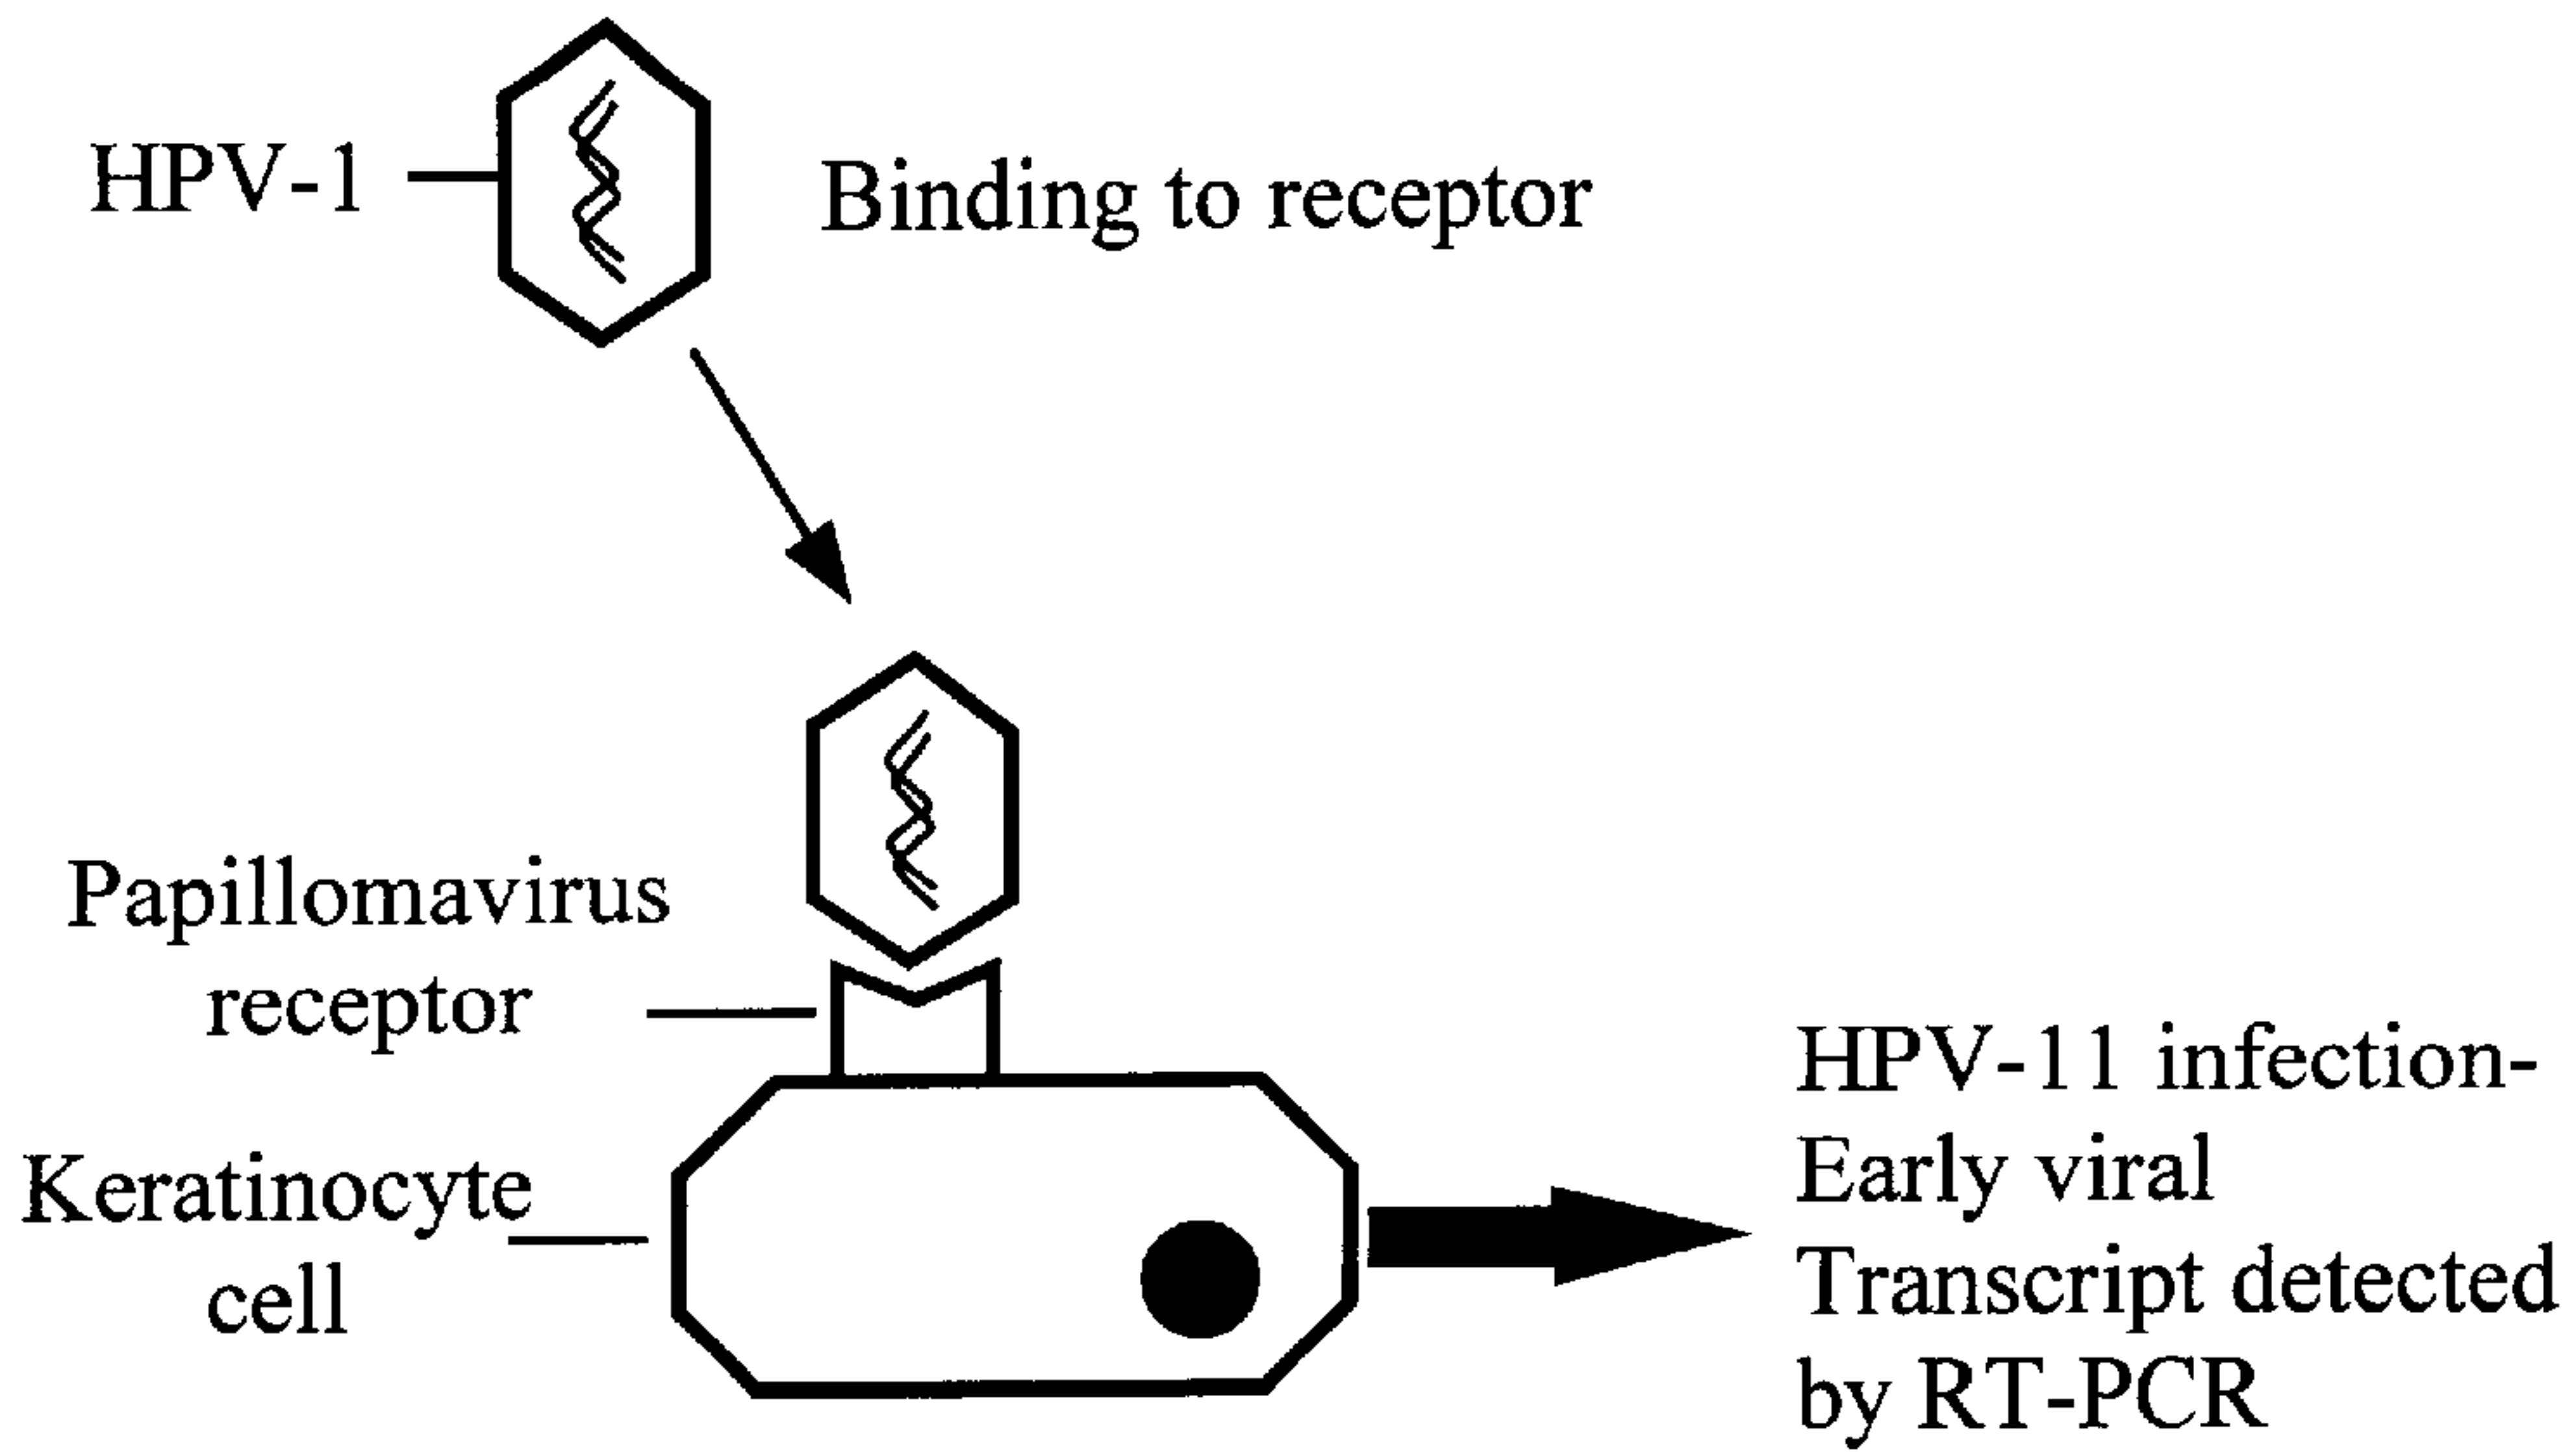 HPV-1
Binding to receptor
Papillomavirus
receptor
Keratinocyte
cell
HPV-11 infection-
Early viral
Transcript detected
by RT-PCR